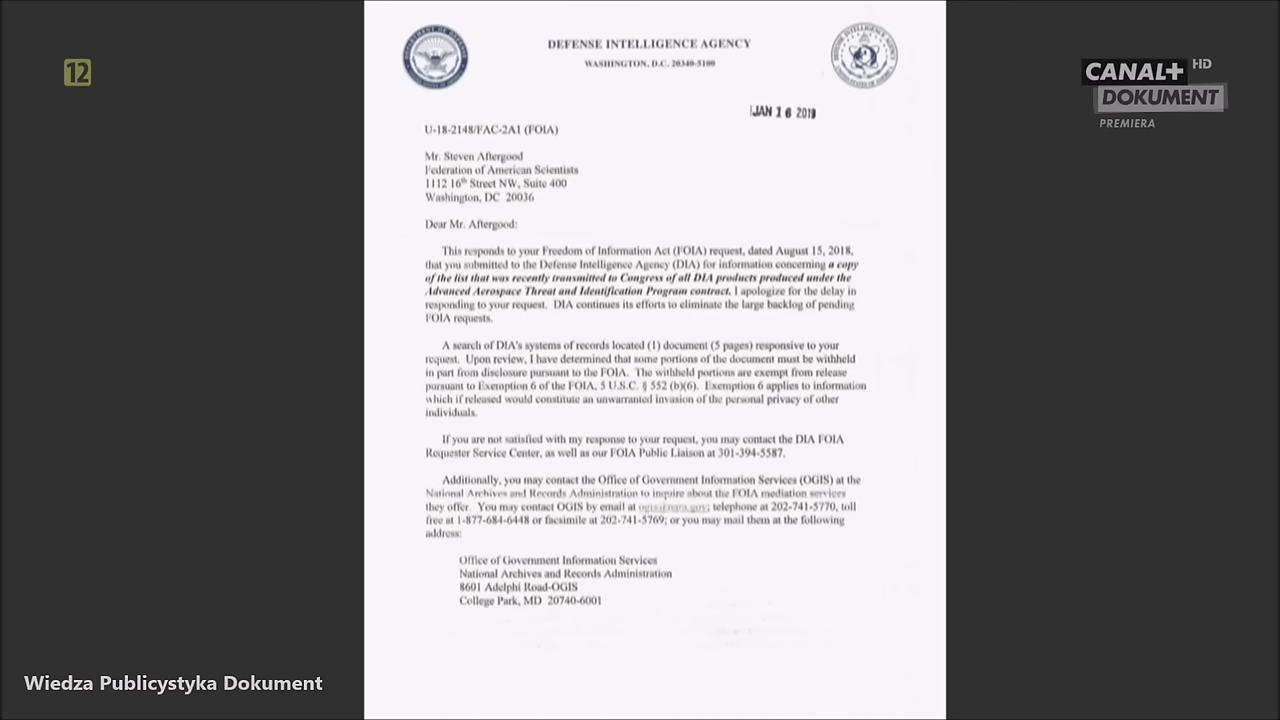 12
CANAL+ HD
DOKUMENT
PREMIERA
DEFENSE INTELLIGENCE AGENCY
WASHINGTON, D.C. 20340-5100
JAN 16 2019
U-18-2148/FAC-2A1 (FOIA)
Mr. Steven Aftergood
Federation of American Scientists
1112 16th Street NW, Suite 400
Washington, DC 20036
Dear Mr. Aftergood:
This responds to your Freedom of Information Act (FOIA) request, dated August 15, 2018,
that you submitted to the Defense Intelligence Agency (DIA) for information concerning a copy
of the list that was recently transmitted to Congress of all DIA products produced under the
Advanced Aerospace Threat and Identification Program contract. I apologize for the delay in
responding to your request. DIA continues its efforts to eliminate the large backlog of pending
FOIA requests.
A search of DIA's systems of records located (1) document (5 pages) responsive to your
request. Upon review, I have determined that some portions of the document must be withheld
in part from disclosure pursuant to the FOIA. The withheld portions are exempt from release
pursuant to Exemption 6 of the FOIA, 5 U.S.C. § 552 (b)(6). Exemption 6 applies to information
which if released would constitute an unwarranted invasion of the personal privacy of other
individuals.
If you are not satisfied with my response to your request, you may contact the DIA FOIA
Requester Service Center, as well as our FOIA Public Liaison at 301-394-5587.
Additionally, you may contact the Office of Government Information Services (OGIS) at the
National Archives and Records Administration to inquire about the FOIA mediation services
they offer. You may contact OGIS by email at ogis@nara.gov; telephone at 202-741-5770, toll
free at 1-877-684-6448 or facsimile at 202-741-5769; or you may mail them at the following
address:
Office of Government Information Services
National Archives and Records Administration
8601 Adelphi Road-OGIS
College Park, MD 20740-6001
Wiedza Publicystyka Dokument